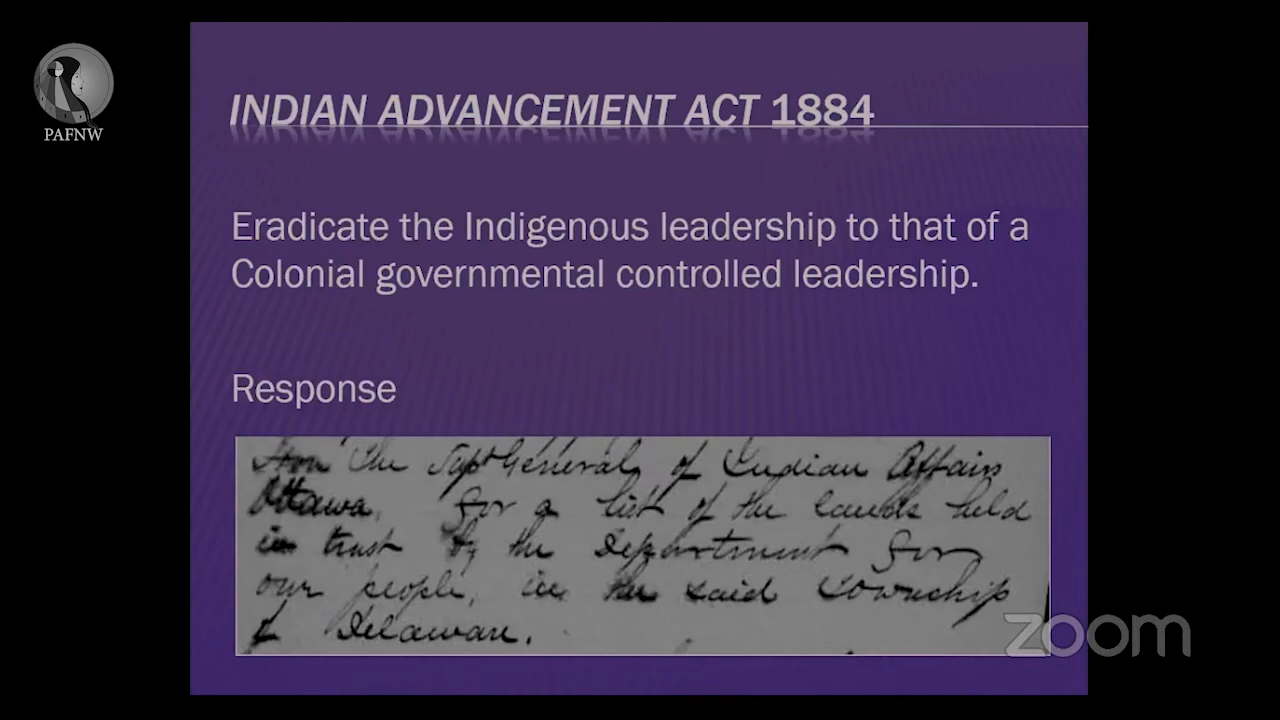 PAFNW
INDIAN ADVANCEMENT ACT 1884
Eradicate the Indigenous leadership to that of a
Colonial governmental controlled leadership.
Response
Hon the Supt General of Indian Affairs
Ottawa, for a list of the lands held
in trust by the Department for
our people, in the said Township
of Delaware.
zoom